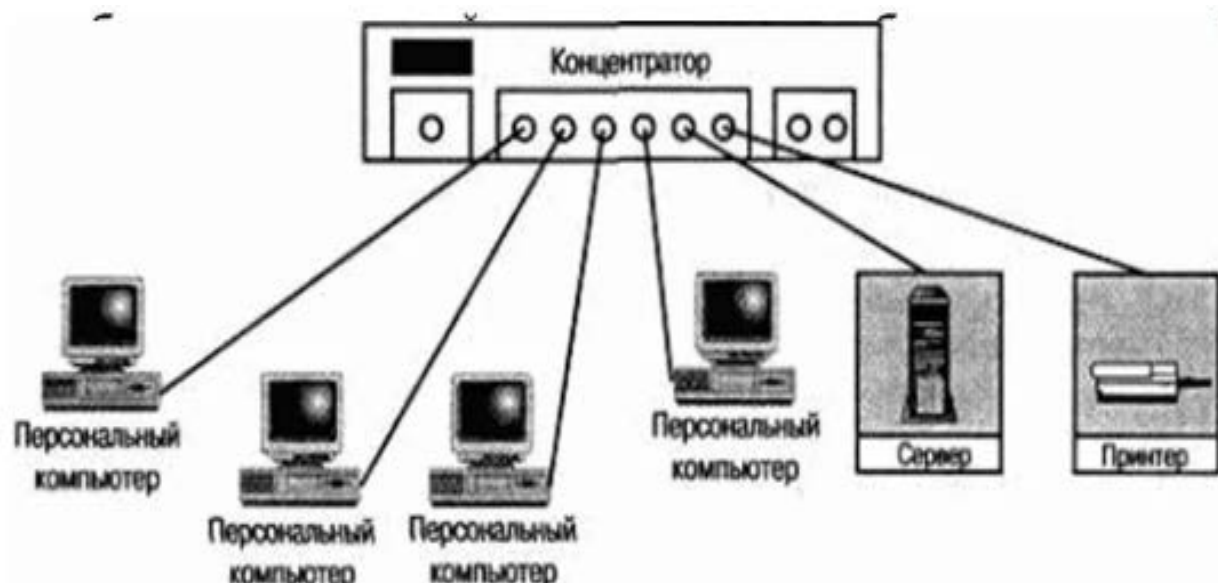 Концентратор
Персональный
компьютер
Персональный
компьютер
Персональный
компьютер
Персональный
компьютер
Сервер
Принтер